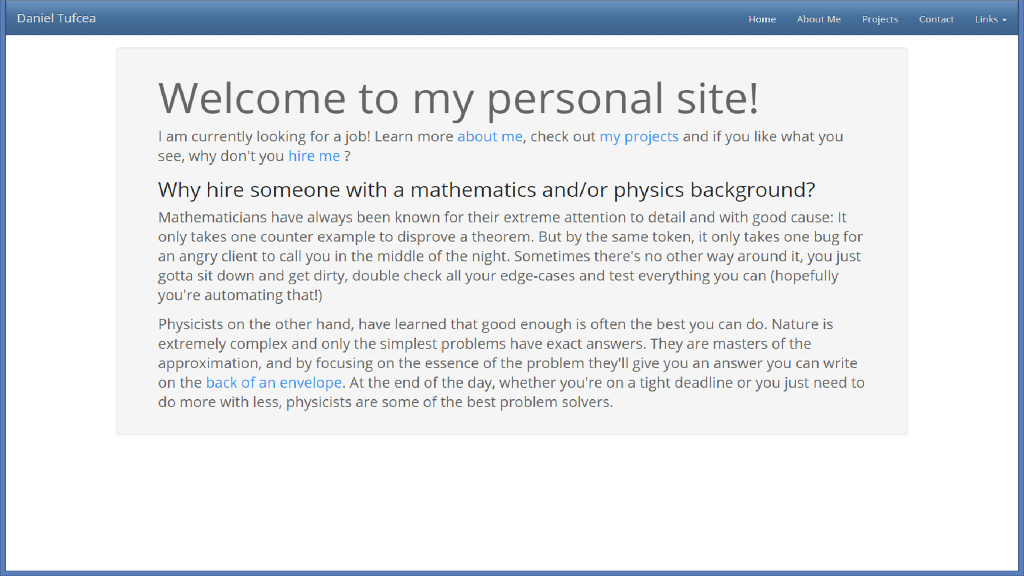 Daniel Tufcea
Home About Me Projects Contact Links
Welcome to my personal site!
I am currently looking for a job! Learn more about me, check out my projects and if you like what you
see, why don't you hire me ?
Why hire someone with a mathematics and/or physics background?
Mathematicians have always been known for their extreme attention to detail and with good cause: It
only takes one counter example to disprove a theorem. But by the same token, it only takes one bug for
an angry client to call you in the middle of the night. Sometimes there's no other way around it, you just
gotta sit down and get dirty, double check all your edge-cases and test everything you can (hopefully
you're automating that!)
Physicists on the other hand, have learned that good enough is often the best you can do. Nature is
extremely complex and only the simplest problems have exact answers. They are masters of the
approximation, and by focusing on the essence of the problem they'll give you an answer you can write
on the back of an envelope. At the end of the day, whether you're on a tight deadline or you just need to
do more with less, physicists are some of the best problem solvers.